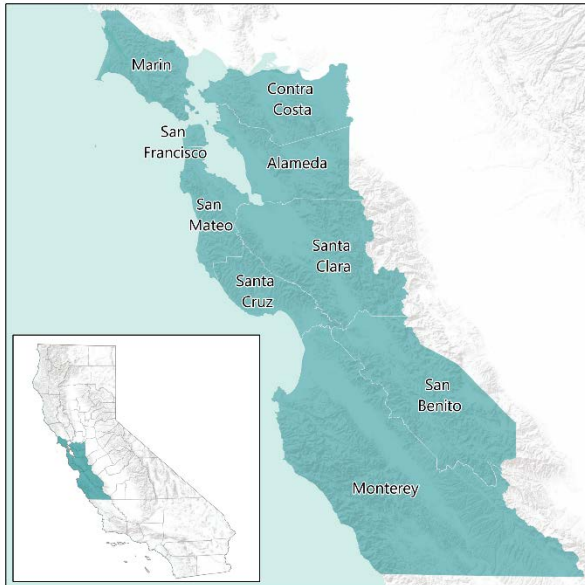 Marin
Contra
Costa
San
Francisco
Alameda
San
Mateo
Santa
Clara
Santa
Cruz
San
Benito
Monterey